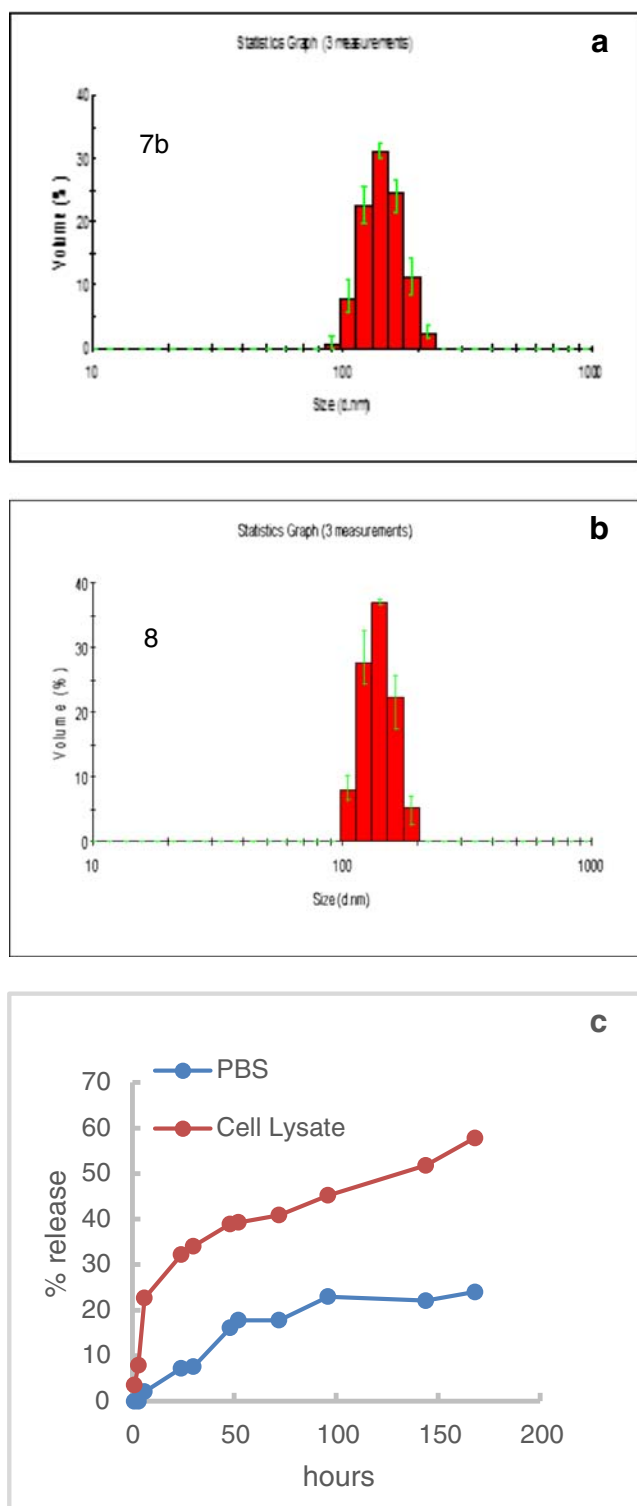 Statistics Graph (3 measurements)
a
7b
40
30
20
10
0
Volume (%)
10
100
1000
Size (d.nm)
Statistics Graph (3 measurements)
b
8
40
30
20
10
0
Volume (%)
10
100
1000
Size (d.nm)
c
PBS
Cell Lysate
70
60
50
40
30
20
10
0
% release
0
50
100
150
200
hours